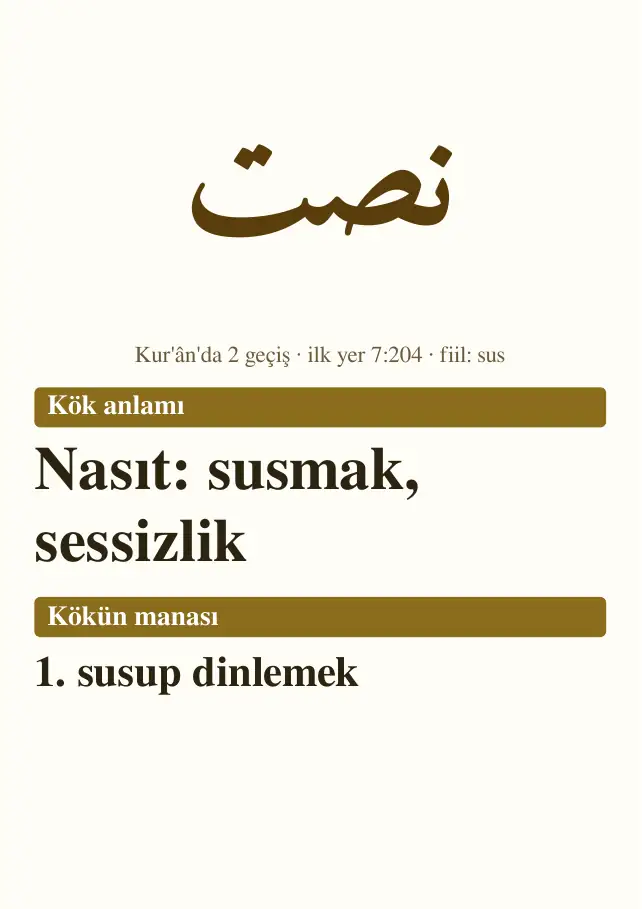 نصت
Kur'ân'da 2 geçiş · ilk yer 7:204 · fiil: sus
Kök anlamı
Nasıt: susmak,
sessizlik
Kökün manası
1. susup dinlemek